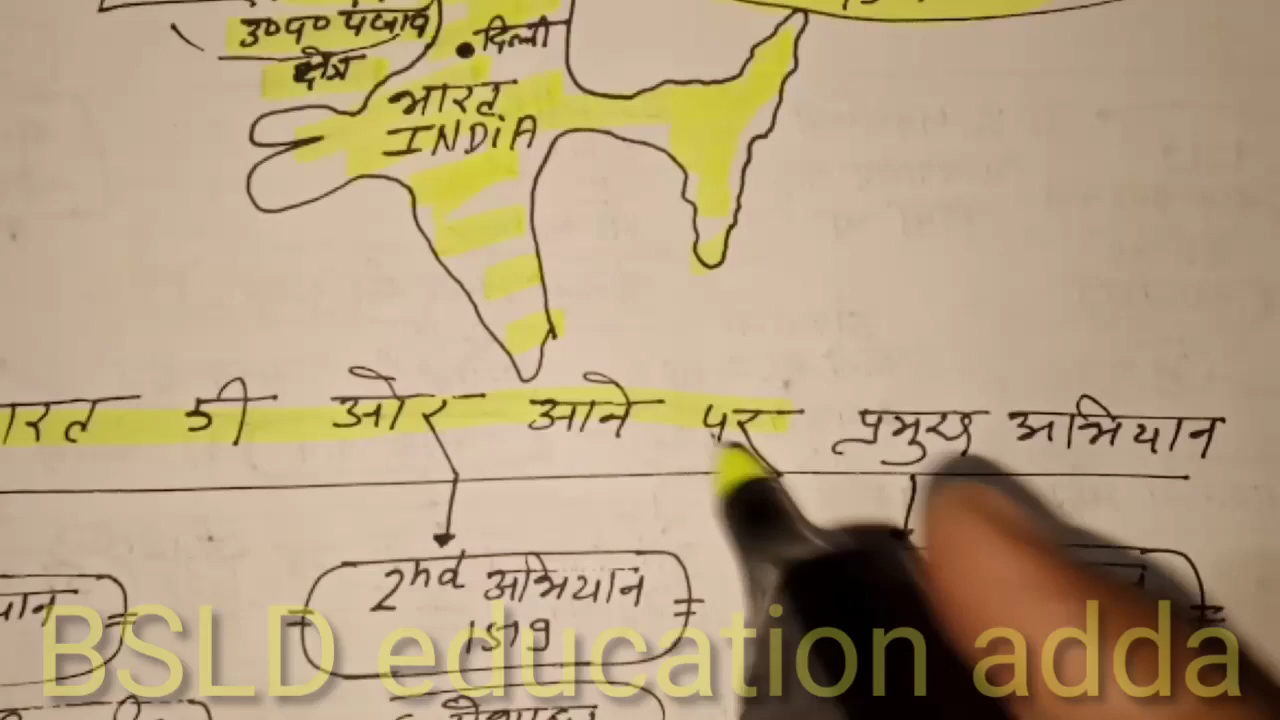 उ०प० पंजाब
क्षेत्र
दिल्ली
भारत
INDIA
ारत की ओर आने पर प्रमुख अभियान
2nd अभियान
1519
यान
BSLD education adda